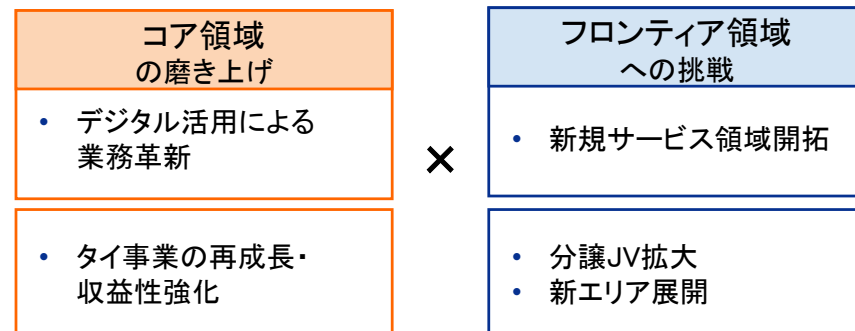 コア領域
の磨き上げ
• デジタル活用による
業務革新
• タイ事業の再成長・
収益性強化
×
フロンティア領域
への挑戦
• 新規サービス領域開拓
• 分譲JV拡大
• 新エリア展開